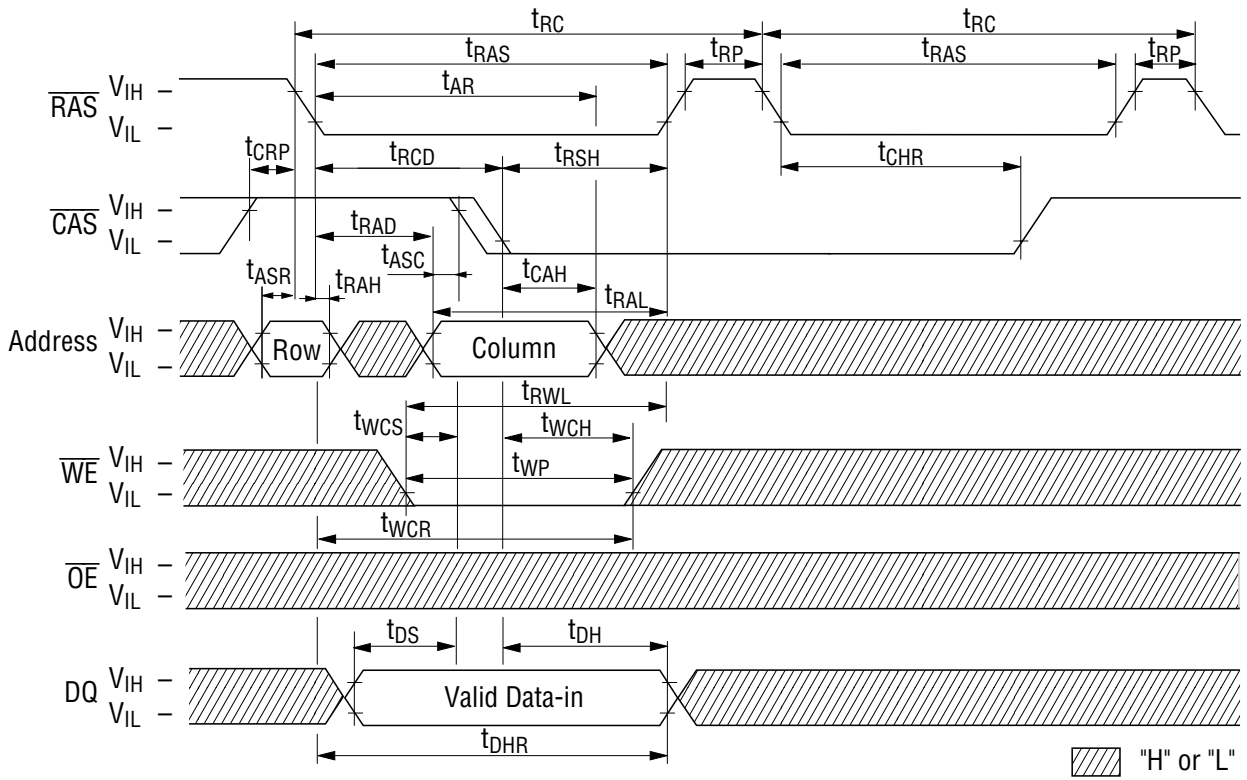 tRC tRC
tRAS tRP tRAS tRP
tAR
RAS VIH
VIL
tCRP tRCD tRSH tCHR
CAS VIH
VIL
tRAD
tASR tRAH tASC tCAH
tRAL
Address VIH
VIL
Row Column
tRWL
tWCS tWCH
WE VIH
VIL
tWP
tWCR
OE VIH
VIL
tDS tDH
DQ VIH
VIL
Valid Data-in
tDHR
"H" or "L"